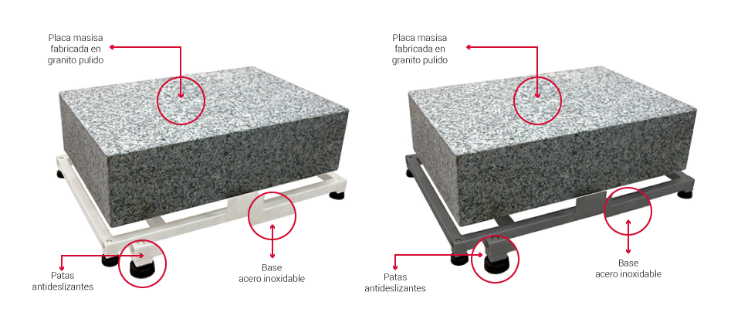 Placa masisa
fabricada en
granito pulido
Patas
antideslizantes
Base
acero inoxidable
Placa masisa
fabricada en
granito pulido
Patas
antideslizantes
Base
acero inoxidable